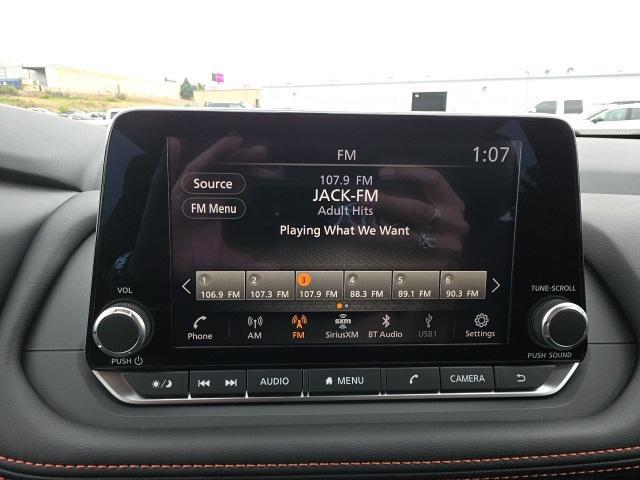 FM
1:07
Source
FM Menu
107.9 FM
JACK-FM
Adult Hits
Playing What We Want
1 2 3 4 5 6
106.9 FM 107.3 FM 107.9 FM 88.3 FM 89.1 FM 90.3 FM
VOL
TUNE·SCROLL
SXM
Phone AM FM SiriusXM BT Audio USB1 Settings
PUSH
PUSH SOUND
AUDIO MENU CAMERA